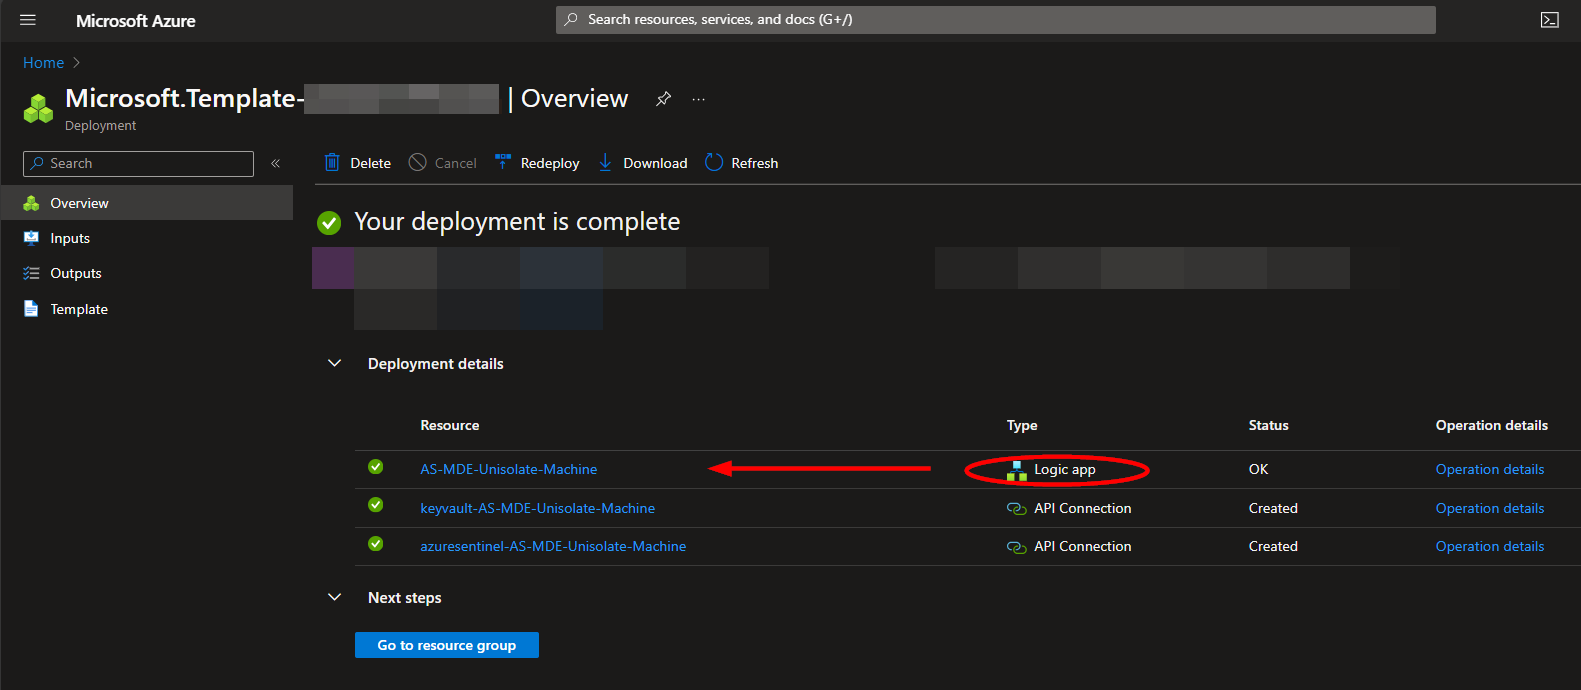 Microsoft Azure
Search resources, services, and docs (G+/)
Home
Microsoft.Template- | Overview
Deployment
Search
Delete Cancel Redeploy Download Refresh
Overview
Inputs
Outputs
Template
Your deployment is complete
Deployment details
Resource Type Status Operation details
AS-MDE-Unisolate-Machine Logic app OK Operation details
keyvault-AS-MDE-Unisolate-Machine API Connection Created Operation details
azuresentinel-AS-MDE-Unisolate-Machine API Connection Created Operation details
Next steps
Go to resource group